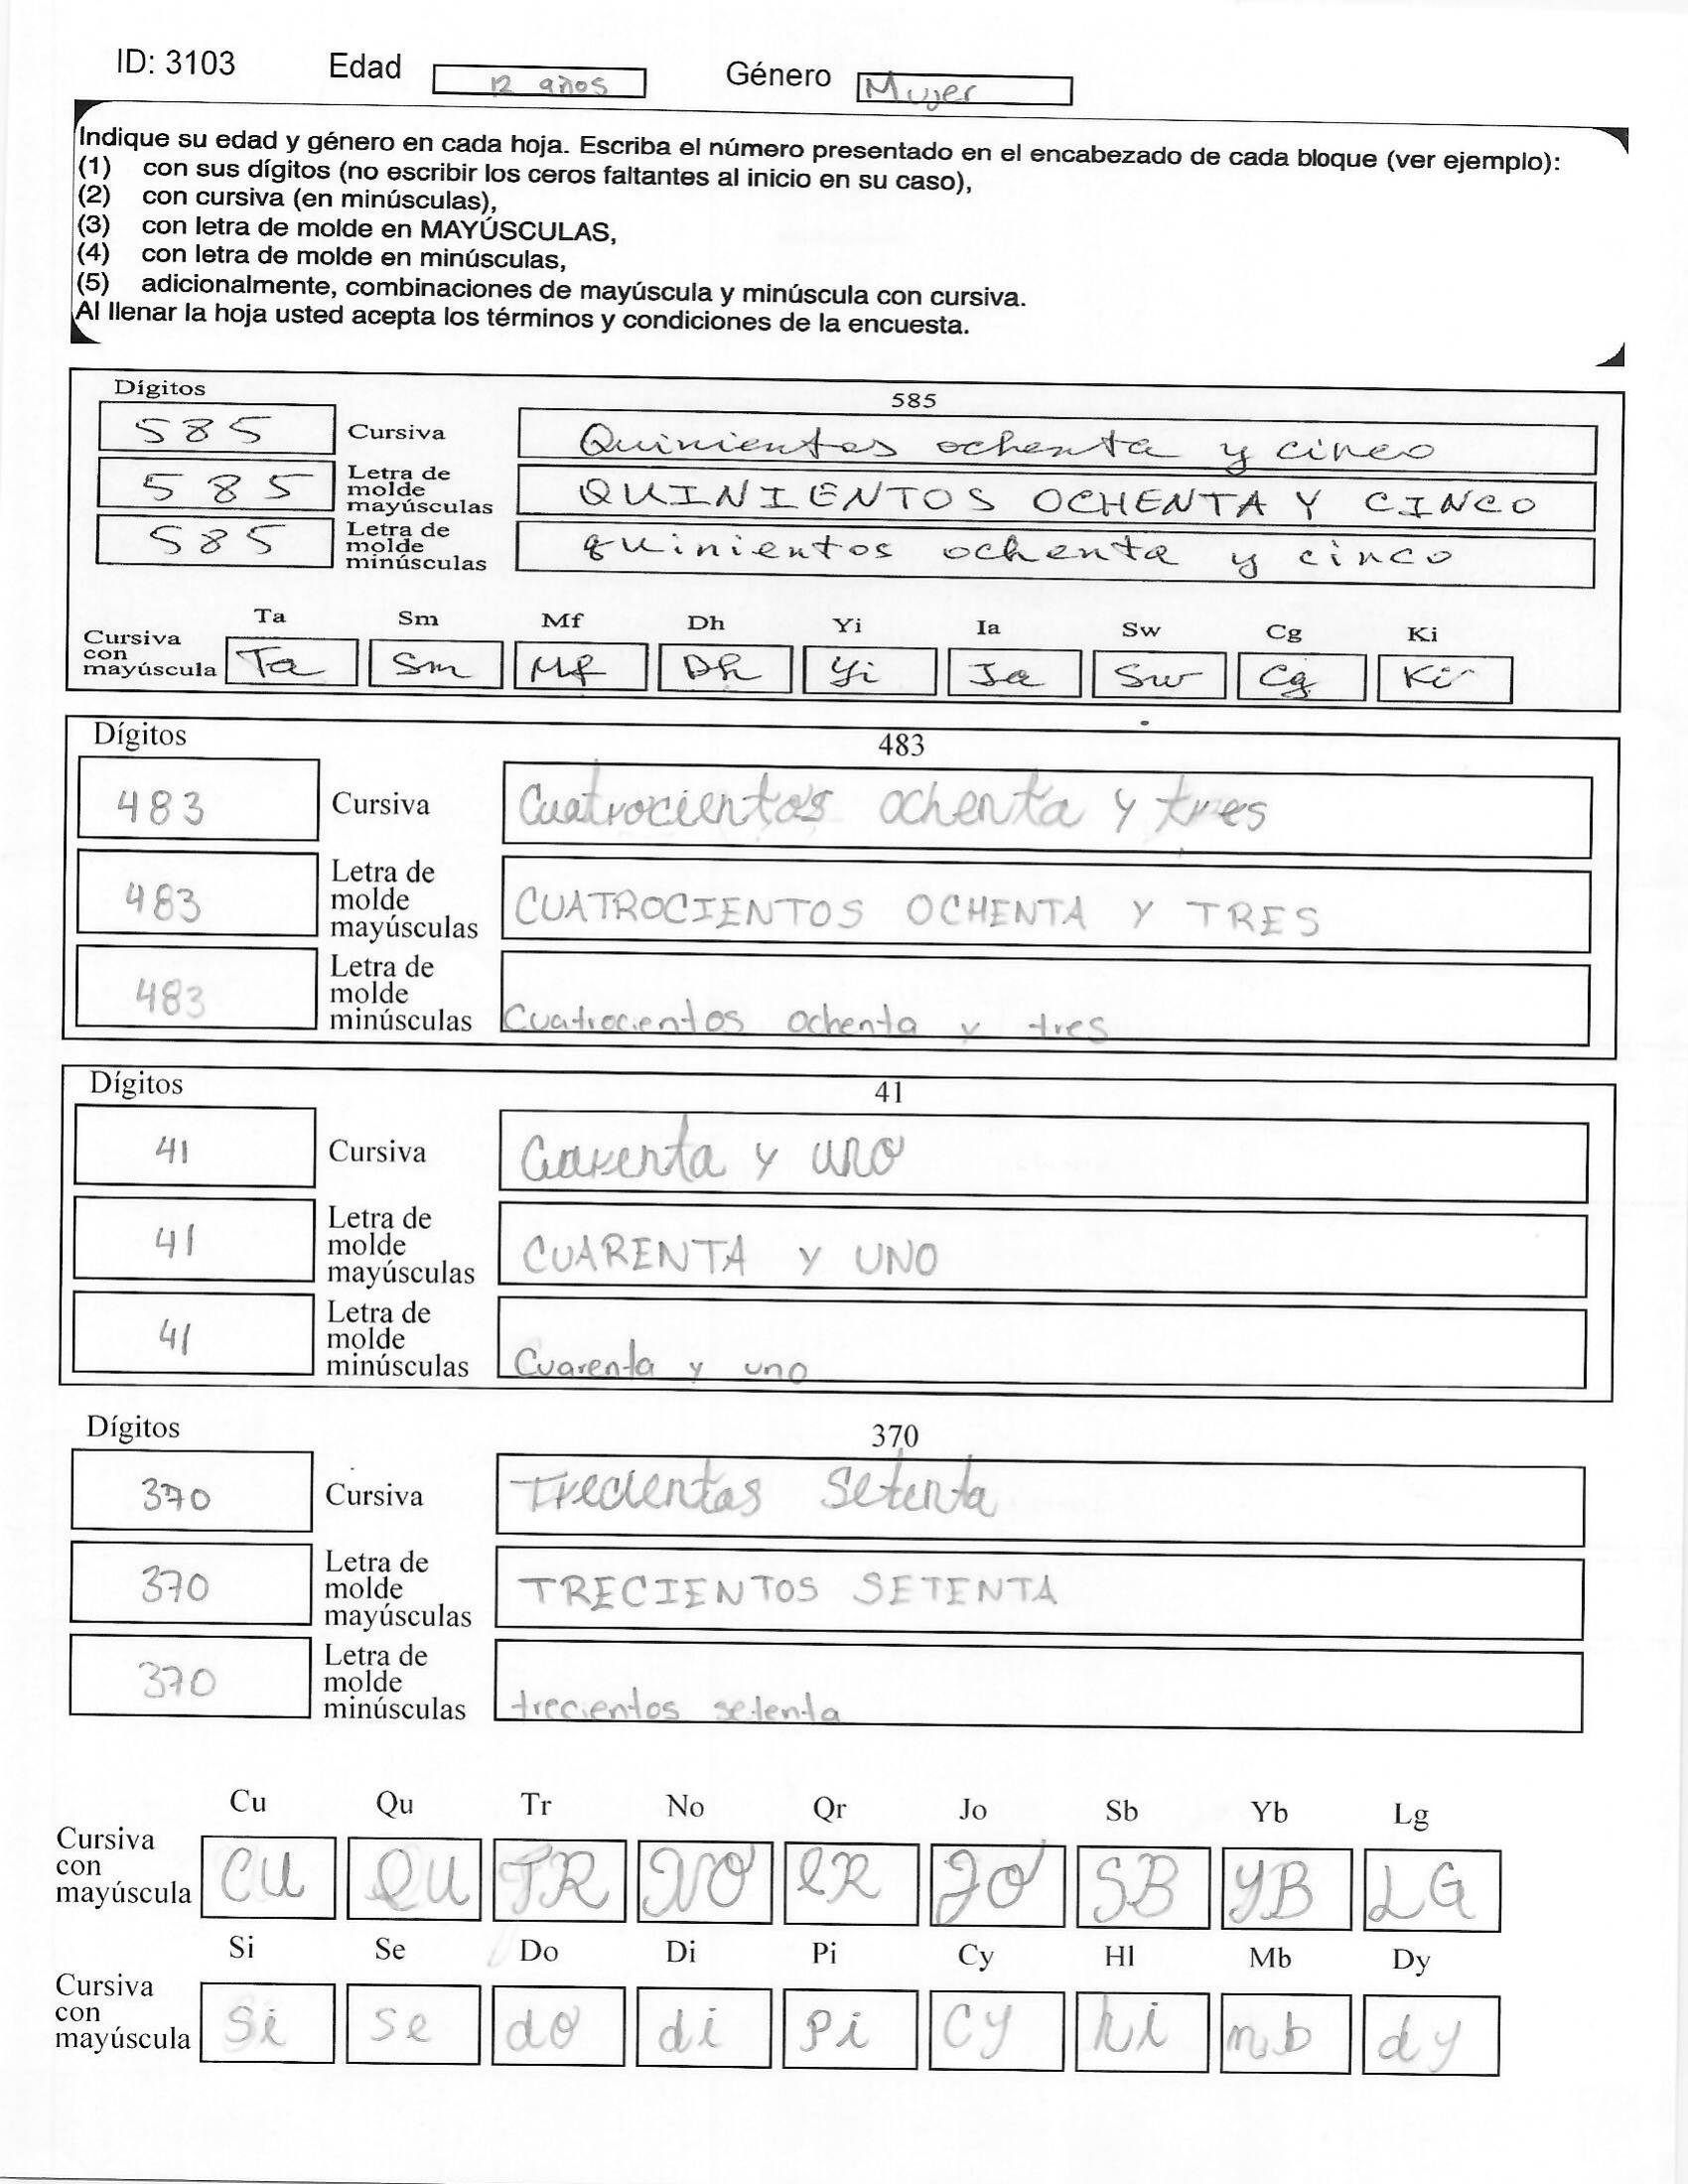 ID: 3103 Edad 12 años Género Mujer
Indique su edad y género en cada hoja. Escriba el número presentado en el encabezado de cada bloque (ver ejemplo):
(1) con sus dígitos (no escribir los ceros faltantes al inicio en su caso),
(2) con cursiva (en minúsculas),
(3) con letra de molde en MAYÚSCULAS,
(4) con letra de molde en minúsculas,
(5) adicionalmente, combinaciones de mayúscula y minúscula con cursiva.
Al llenar la hoja usted acepta los términos y condiciones de la encuesta.
Dígitos 585
585 Cursiva Quinientos ochenta y cinco
585 Letra de molde mayúsculas QUINIENTOS OCHENTA Y CINCO
585 Letra de molde minúsculas quinientos ochenta y cinco
Ta Sm Mf Dh Yi Ia Sw Cg Ki
Cursiva con mayúscula Ta Sm Mf Dh Yi Ia Sw Cg Ki
Dígitos 483
483 Cursiva Cuatrocientos ochenta y tres
483 Letra de molde mayúsculas CUATROCIENTOS OCHENTA Y TRES
483 Letra de molde minúsculas Cuatrocientos ochenta y tres
Dígitos 41
41 Cursiva Cuarenta y uno
41 Letra de molde mayúsculas CUARENTA Y UNO
41 Letra de molde minúsculas Cuarenta y uno
Dígitos 370
370 Cursiva Trecientos Setenta
370 Letra de molde mayúsculas TRECIENTOS SETENTA
370 Letra de molde minúsculas trecientos setenta
Cu Qu Tr No Qr Jo Sb Yb Lg
Cursiva con mayúscula CU QU TR NO QR JO SB YB LG
Si Se Do Di Pi Cy Hl Mb Dy
Cursiva con mayúscula Si Se do di Pi Cy hi mb dy